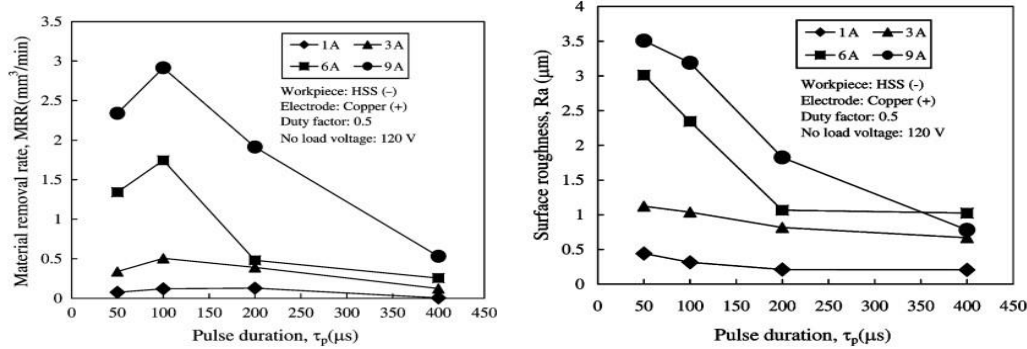 Material removal rate, MRR(mm³/min)
3.5
3
2.5
2
1.5
1
0.5
0
1A 3A
6A 9A
Workpiece: HSS (−)
Electrode: Copper (+)
Duty factor: 0.5
No load voltage: 120 V
0 50 100 150 200 250 300 350 400 450
Pulse duration, τp(μs)
Surface roughness, Ra (μm)
4
3.5
3
2.5
2
1.5
1
0.5
0
1A 3A
6A 9A
Workpiece: HSS (−)
Electrode: Copper (+)
Duty factor: 0.5
No load voltage: 120 V
0 50 100 150 200 250 300 350 400 450
Pulse duration, τp(μs)